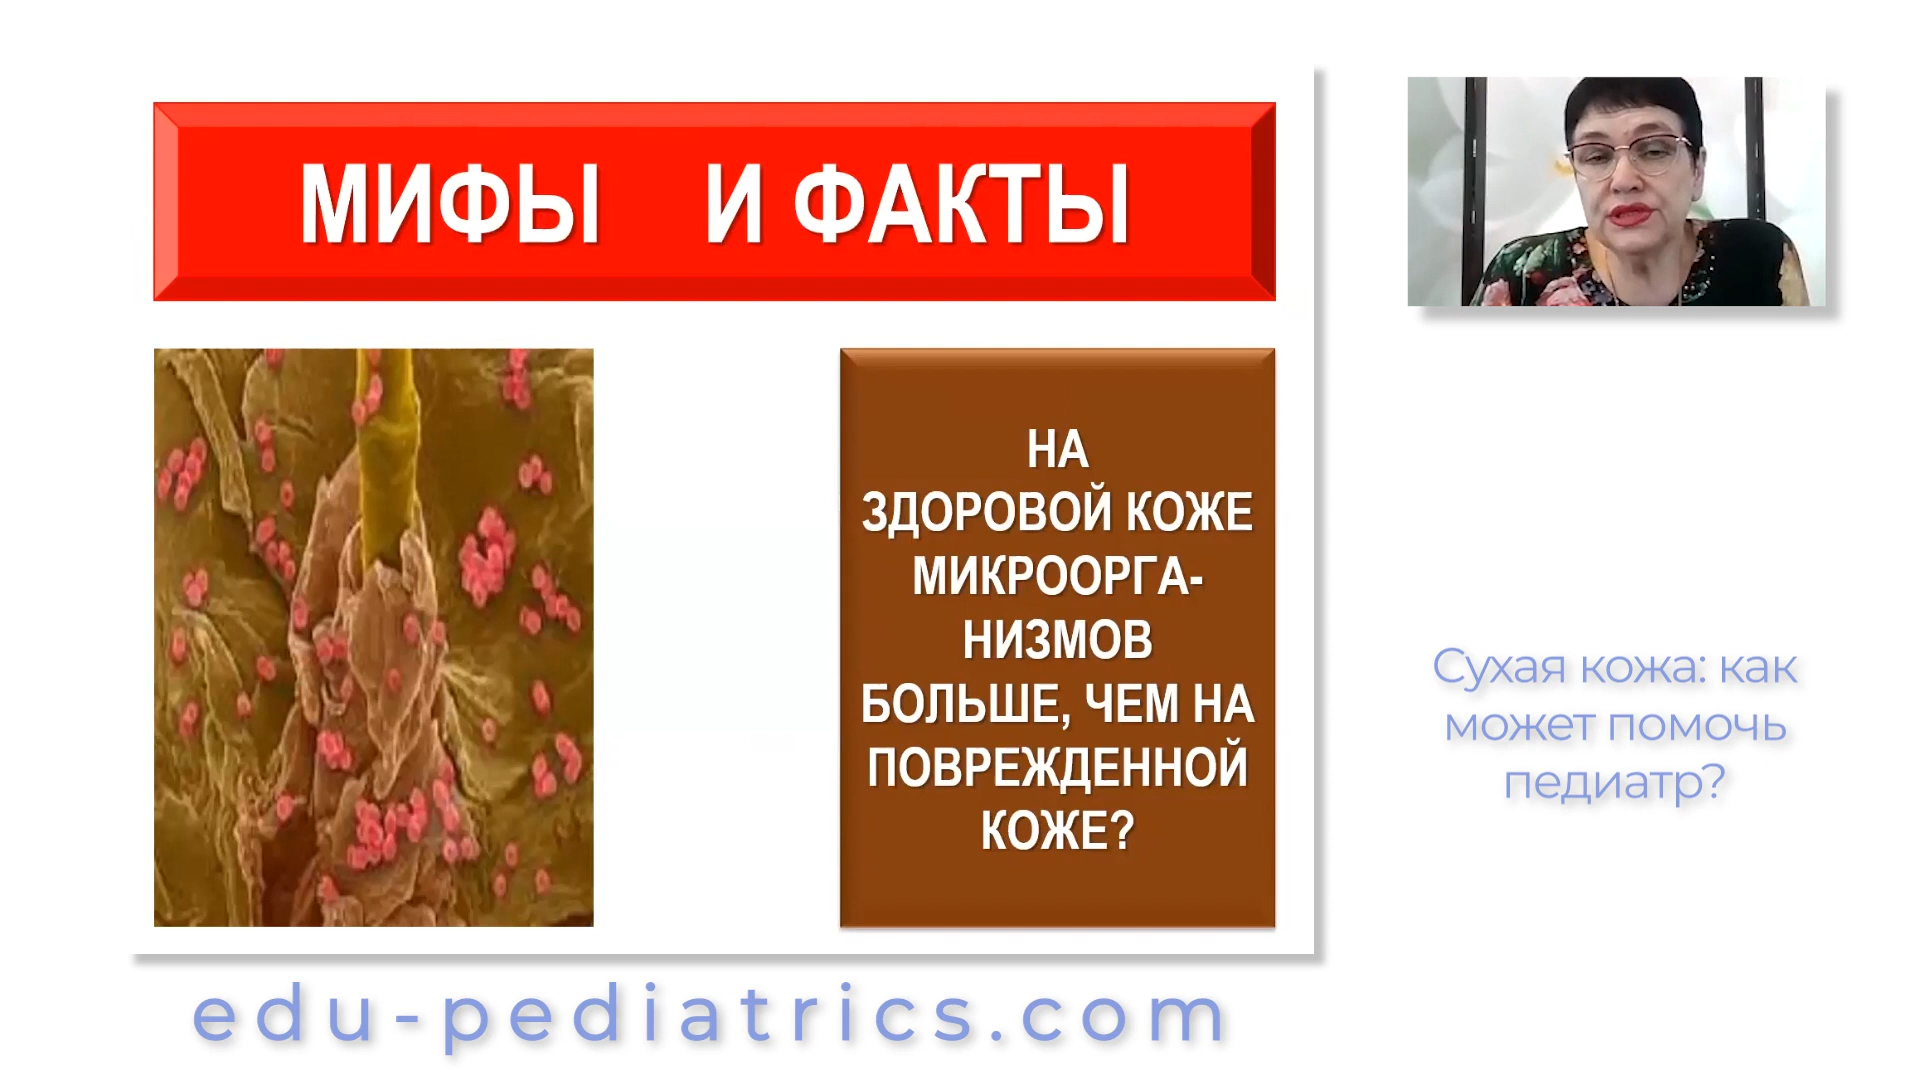 МИФЫ И ФАКТЫ
НА
ЗДОРОВОЙ КОЖЕ
МИКРООРГА-
НИЗМОВ
БОЛЬШЕ, ЧЕМ НА
ПОВРЕЖДЕННОЙ
КОЖЕ?
Сухая кожа: как
может помочь
педиатр?
edu-pediatrics.com